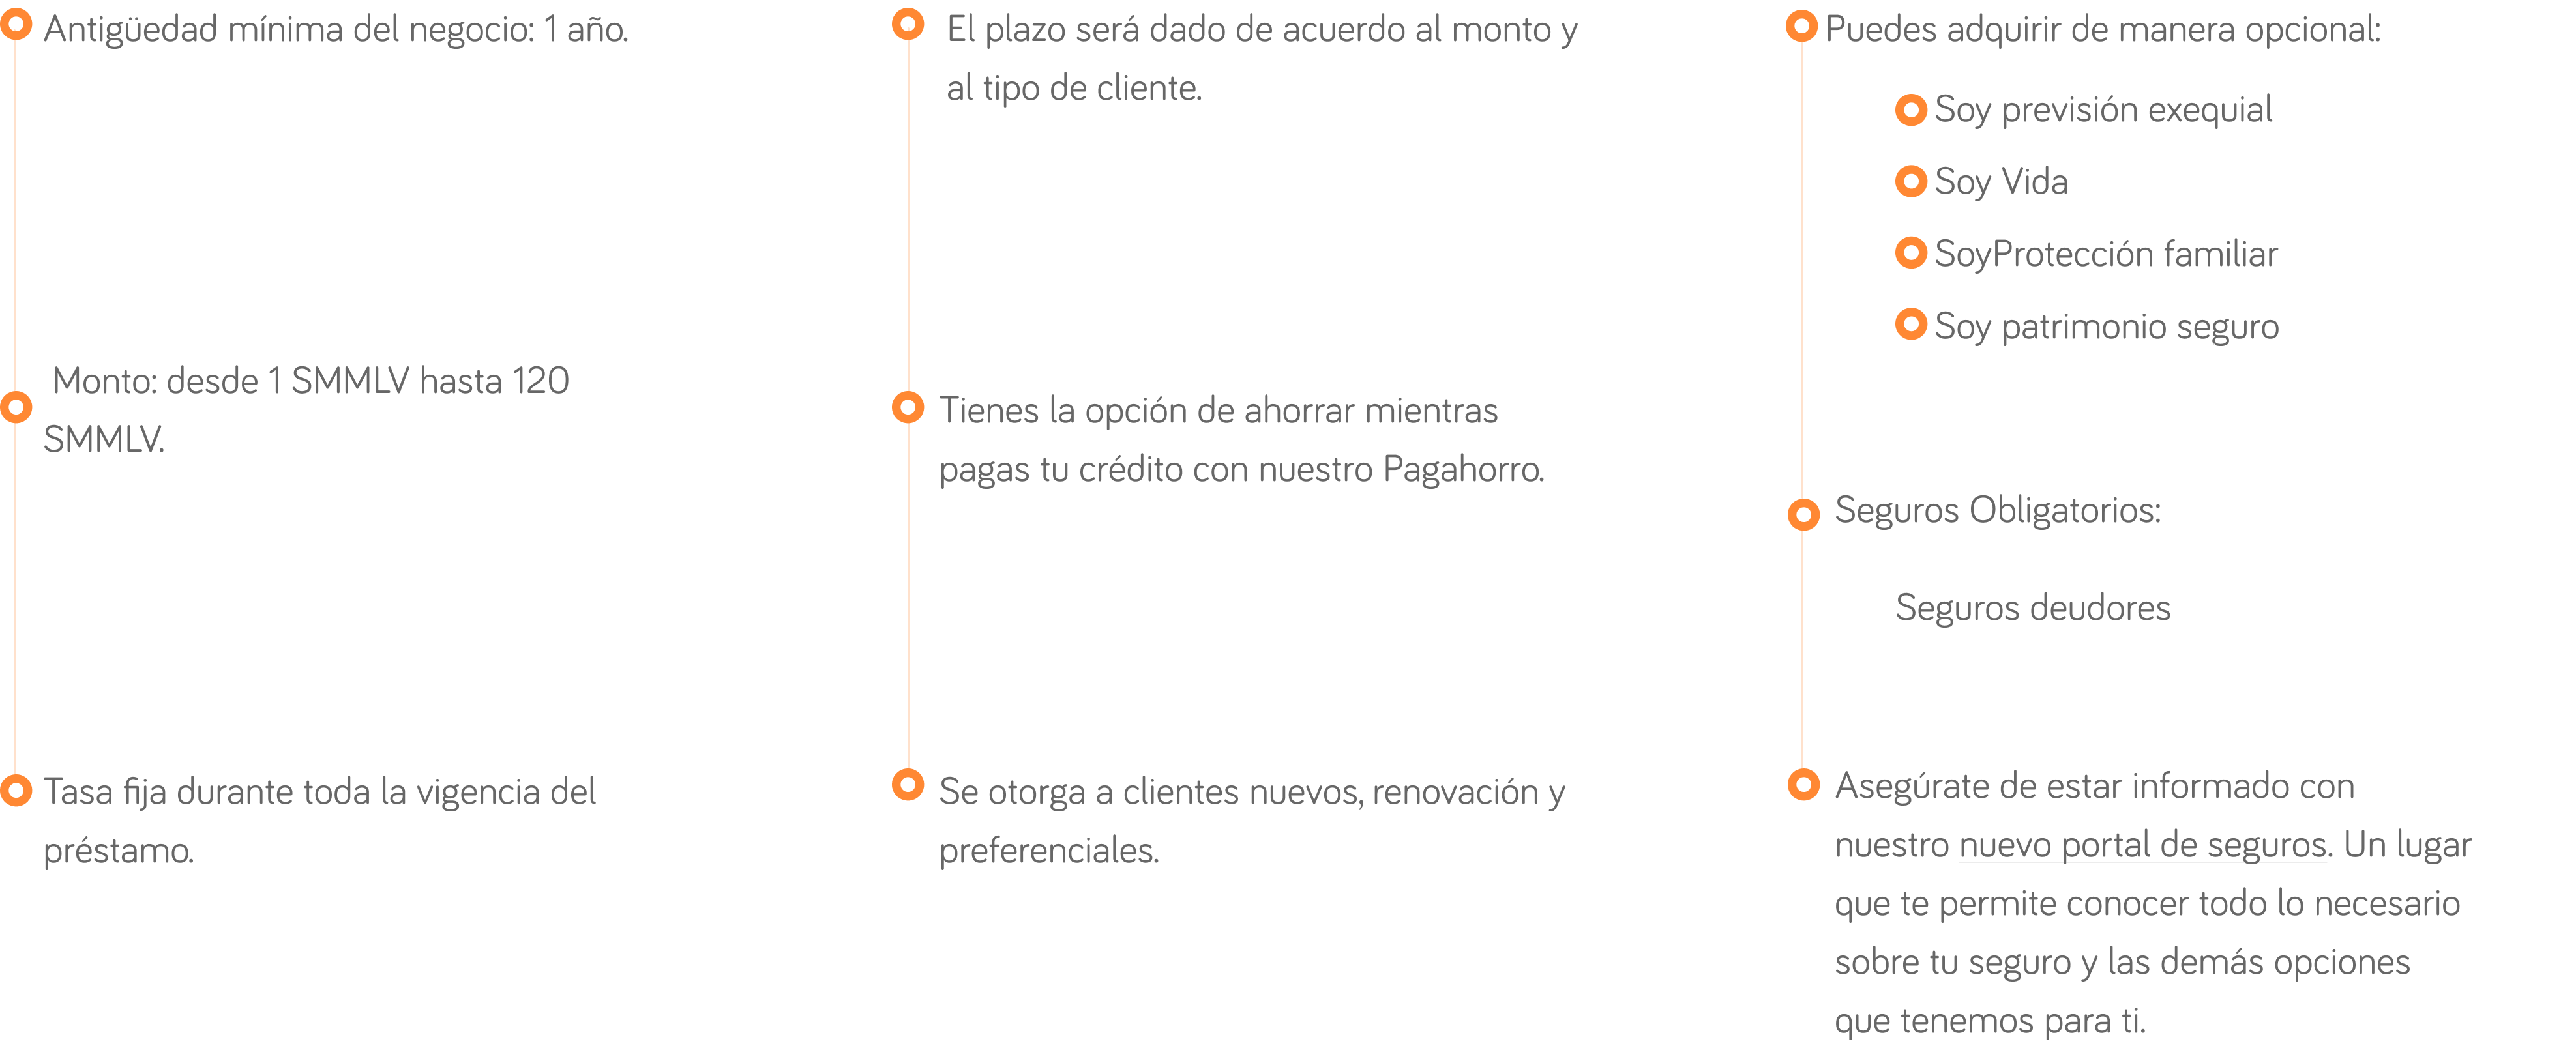 Antigüedad mínima del negocio: 1 año.
Monto: desde 1 SMMLV hasta 120
SMMLV.
Tasa fija durante toda la vigencia del
préstamo.
El plazo será dado de acuerdo al monto y
al tipo de cliente.
Tienes la opción de ahorrar mientras
pagas tu crédito con nuestro Pagahorro.
Se otorga a clientes nuevos, renovación y
preferenciales.
Puedes adquirir de manera opcional:
Soy previsión exequial
Soy Vida
SoyProtección familiar
Soy patrimonio seguro
Seguros Obligatorios:
Seguros deudores
Asegúrate de estar informado con
nuestro nuevo portal de seguros. Un lugar
que te permite conocer todo lo necesario
sobre tu seguro y las demás opciones
que tenemos para ti.